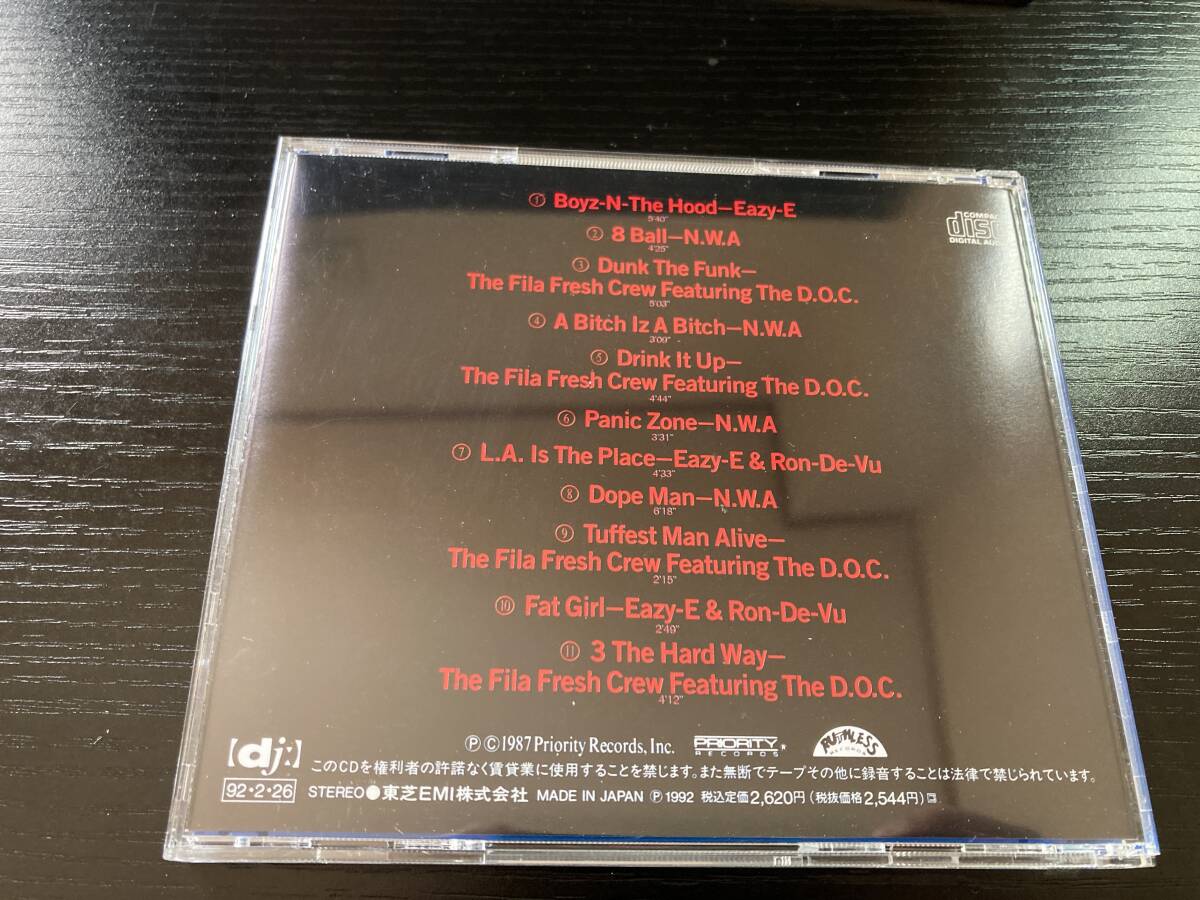 ① Boyz-N-The Hood—Eazy-E
5'40"
② 8 Ball—N.W.A
4'25"
③ Dunk The Funk—
The Fila Fresh Crew Featuring The D.O.C.
5'03"
④ A Bitch Iz A Bitch—N.W.A
3'09"
⑤ Drink It Up—
The Fila Fresh Crew Featuring The D.O.C.
4'44"
⑥ Panic Zone—N.W.A
3'31"
⑦ L.A. Is The Place—Eazy-E & Ron-De-Vu
4'33"
⑧ Dope Man—N.W.A
6'18"
⑨ Tuffest Man Alive—
The Fila Fresh Crew Featuring The D.O.C.
2'15"
⑩ Fat Girl—Eazy-E & Ron-De-Vu
2'49"
⑪ 3 The Hard Way—
The Fila Fresh Crew Featuring The D.O.C.
4'12"
COMPA
disc
DIGITAL AUD
ⓅⒸ1987 Priority Records, Inc.
PRIORITY
RECORDS
RUTHLESS
RECORDS
【dj:】
このCDを権利者の許諾なく賃貸業に使用することを禁じます。また無断でテープその他に録音することは法律で禁じられています。
92・2・26 STEREO●東芝EMI株式会社 MADE IN JAPAN Ⓟ1992 税込定価2,620円(税抜価格2,544円)